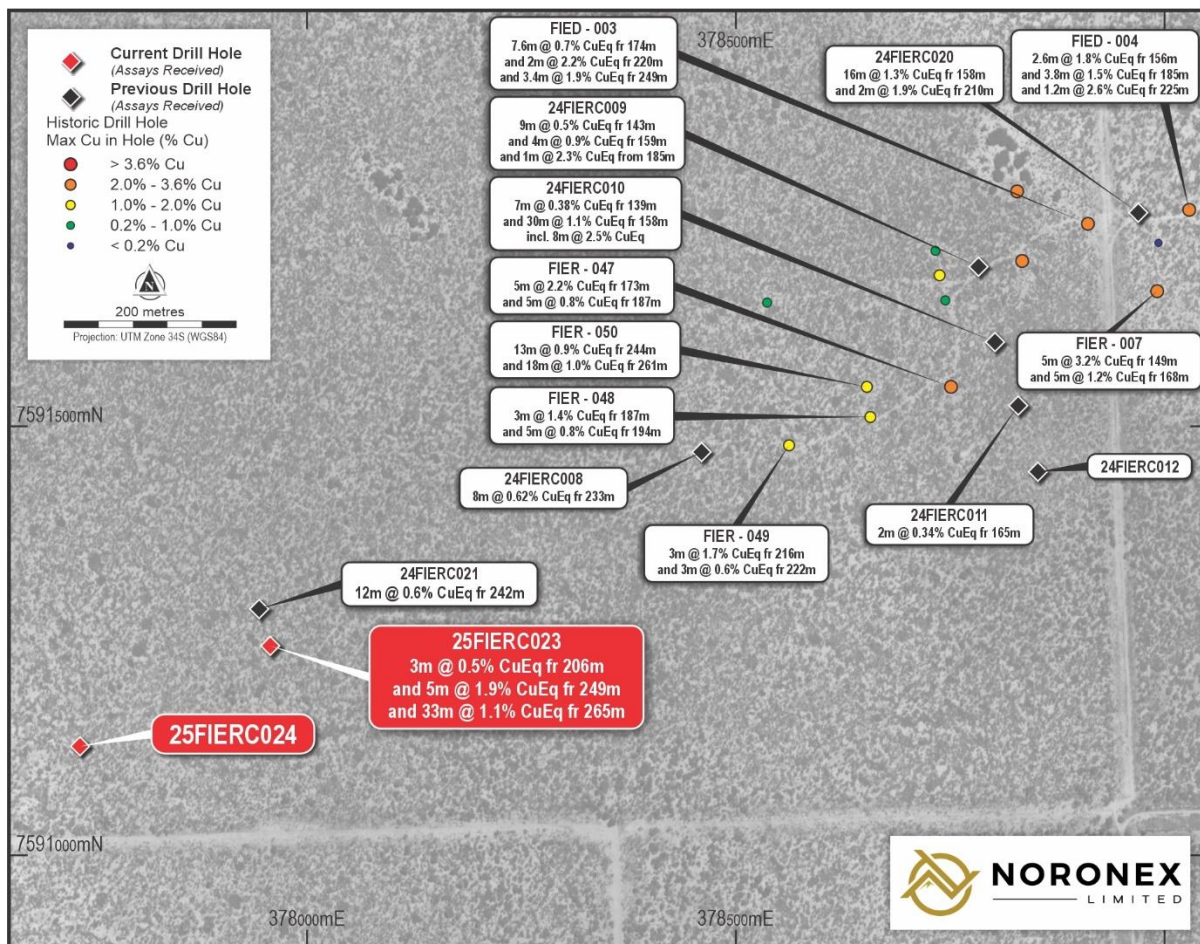 Current Drill Hole
(Assays Received)
Previous Drill Hole
(Assays Received)
Historic Drill Hole
Max Cu in Hole (% Cu)
> 3.6% Cu
2.0% - 3.6% Cu
1.0% - 2.0% Cu
0.2% - 1.0% Cu
< 0.2% Cu
N
200 metres
Projection: UTM Zone 34S (WGS84)
FIED - 003
7.6m @ 0.7% CuEq fr 174m
and 2m @ 2.2% CuEq fr 220m
and 3.4m @ 1.9% CuEq fr 249m
378500mE
24FIERC020
16m @ 1.3% CuEq fr 158m
and 2m @ 1.9% CuEq fr 210m
FIED - 004
2.6m @ 1.8% CuEq fr 156m
and 3.8m @ 1.5% CuEq fr 185m
and 1.2m @ 2.6% CuEq fr 225m
24FIERC009
9m @ 0.5% CuEq fr 143m
and 4m @ 0.9% CuEq fr 159m
and 1m @ 2.3% CuEq from 185m
24FIERC010
7m @ 0.38% CuEq fr 139m
and 30m @ 1.1% CuEq fr 158m
incl. 8m @ 2.5% CuEq
FIER - 047
5m @ 2.2% CuEq fr 173m
and 5m @ 0.8% CuEq fr 187m
FIER - 050
13m @ 0.9% CuEq fr 244m
and 18m @ 1.0% CuEq fr 261m
FIER - 007
5m @ 3.2% CuEq fr 149m
and 5m @ 1.2% CuEq fr 168m
7591500mN
FIER - 048
3m @ 1.4% CuEq fr 187m
and 5m @ 0.8% CuEq fr 194m
24FIERC008
8m @ 0.62% CuEq fr 233m
24FIERC012
24FIERC011
2m @ 0.34% CuEq fr 165m
FIER - 049
3m @ 1.7% CuEq fr 216m
and 3m @ 0.6% CuEq fr 222m
24FIERC021
12m @ 0.6% CuEq fr 242m
25FIERC023
3m @ 0.5% CuEq fr 206m
and 5m @ 1.9% CuEq fr 249m
and 33m @ 1.1% CuEq fr 265m
25FIERC024
7591000mN
378000mE
378500mE
NORONEX
LIMITED